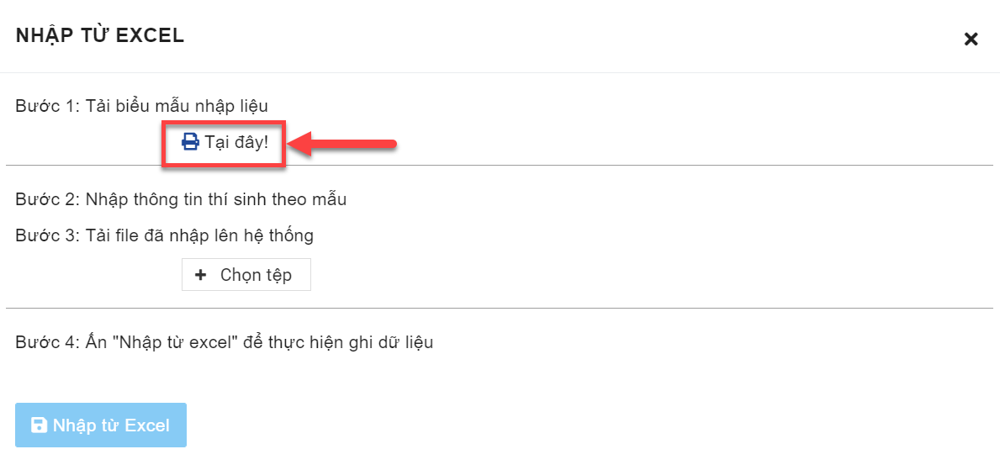 NHẬP TỪ EXCEL
Bước 1: Tải biểu mẫu nhập liệu
Tại đây!
Bước 2: Nhập thông tin thí sinh theo mẫu
Bước 3: Tải file đã nhập lên hệ thống
+ Chọn tệp
Bước 4: Ấn "Nhập từ excel" để thực hiện ghi dữ liệu
Nhập từ Excel